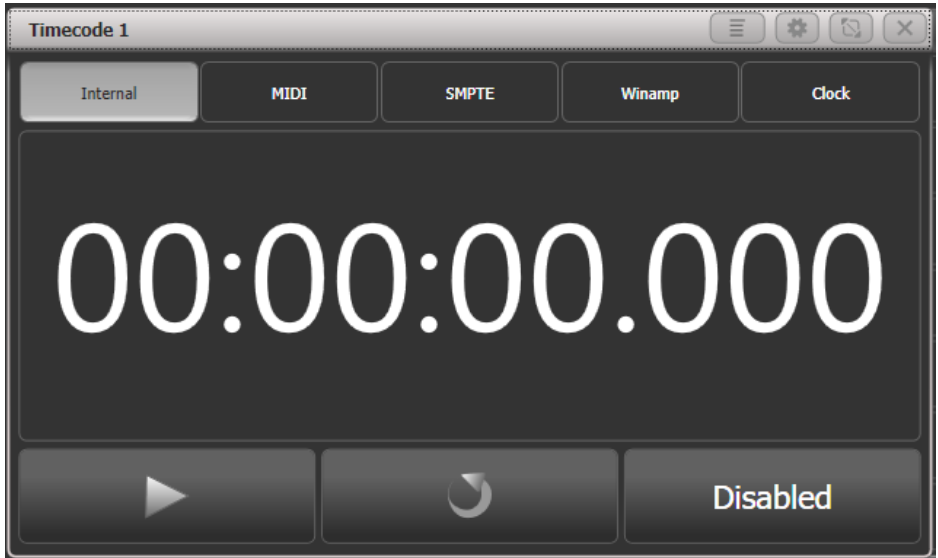 Timecode 1
Internal MIDI SMPTE Winamp Clock
00:00:00.000
Disabled